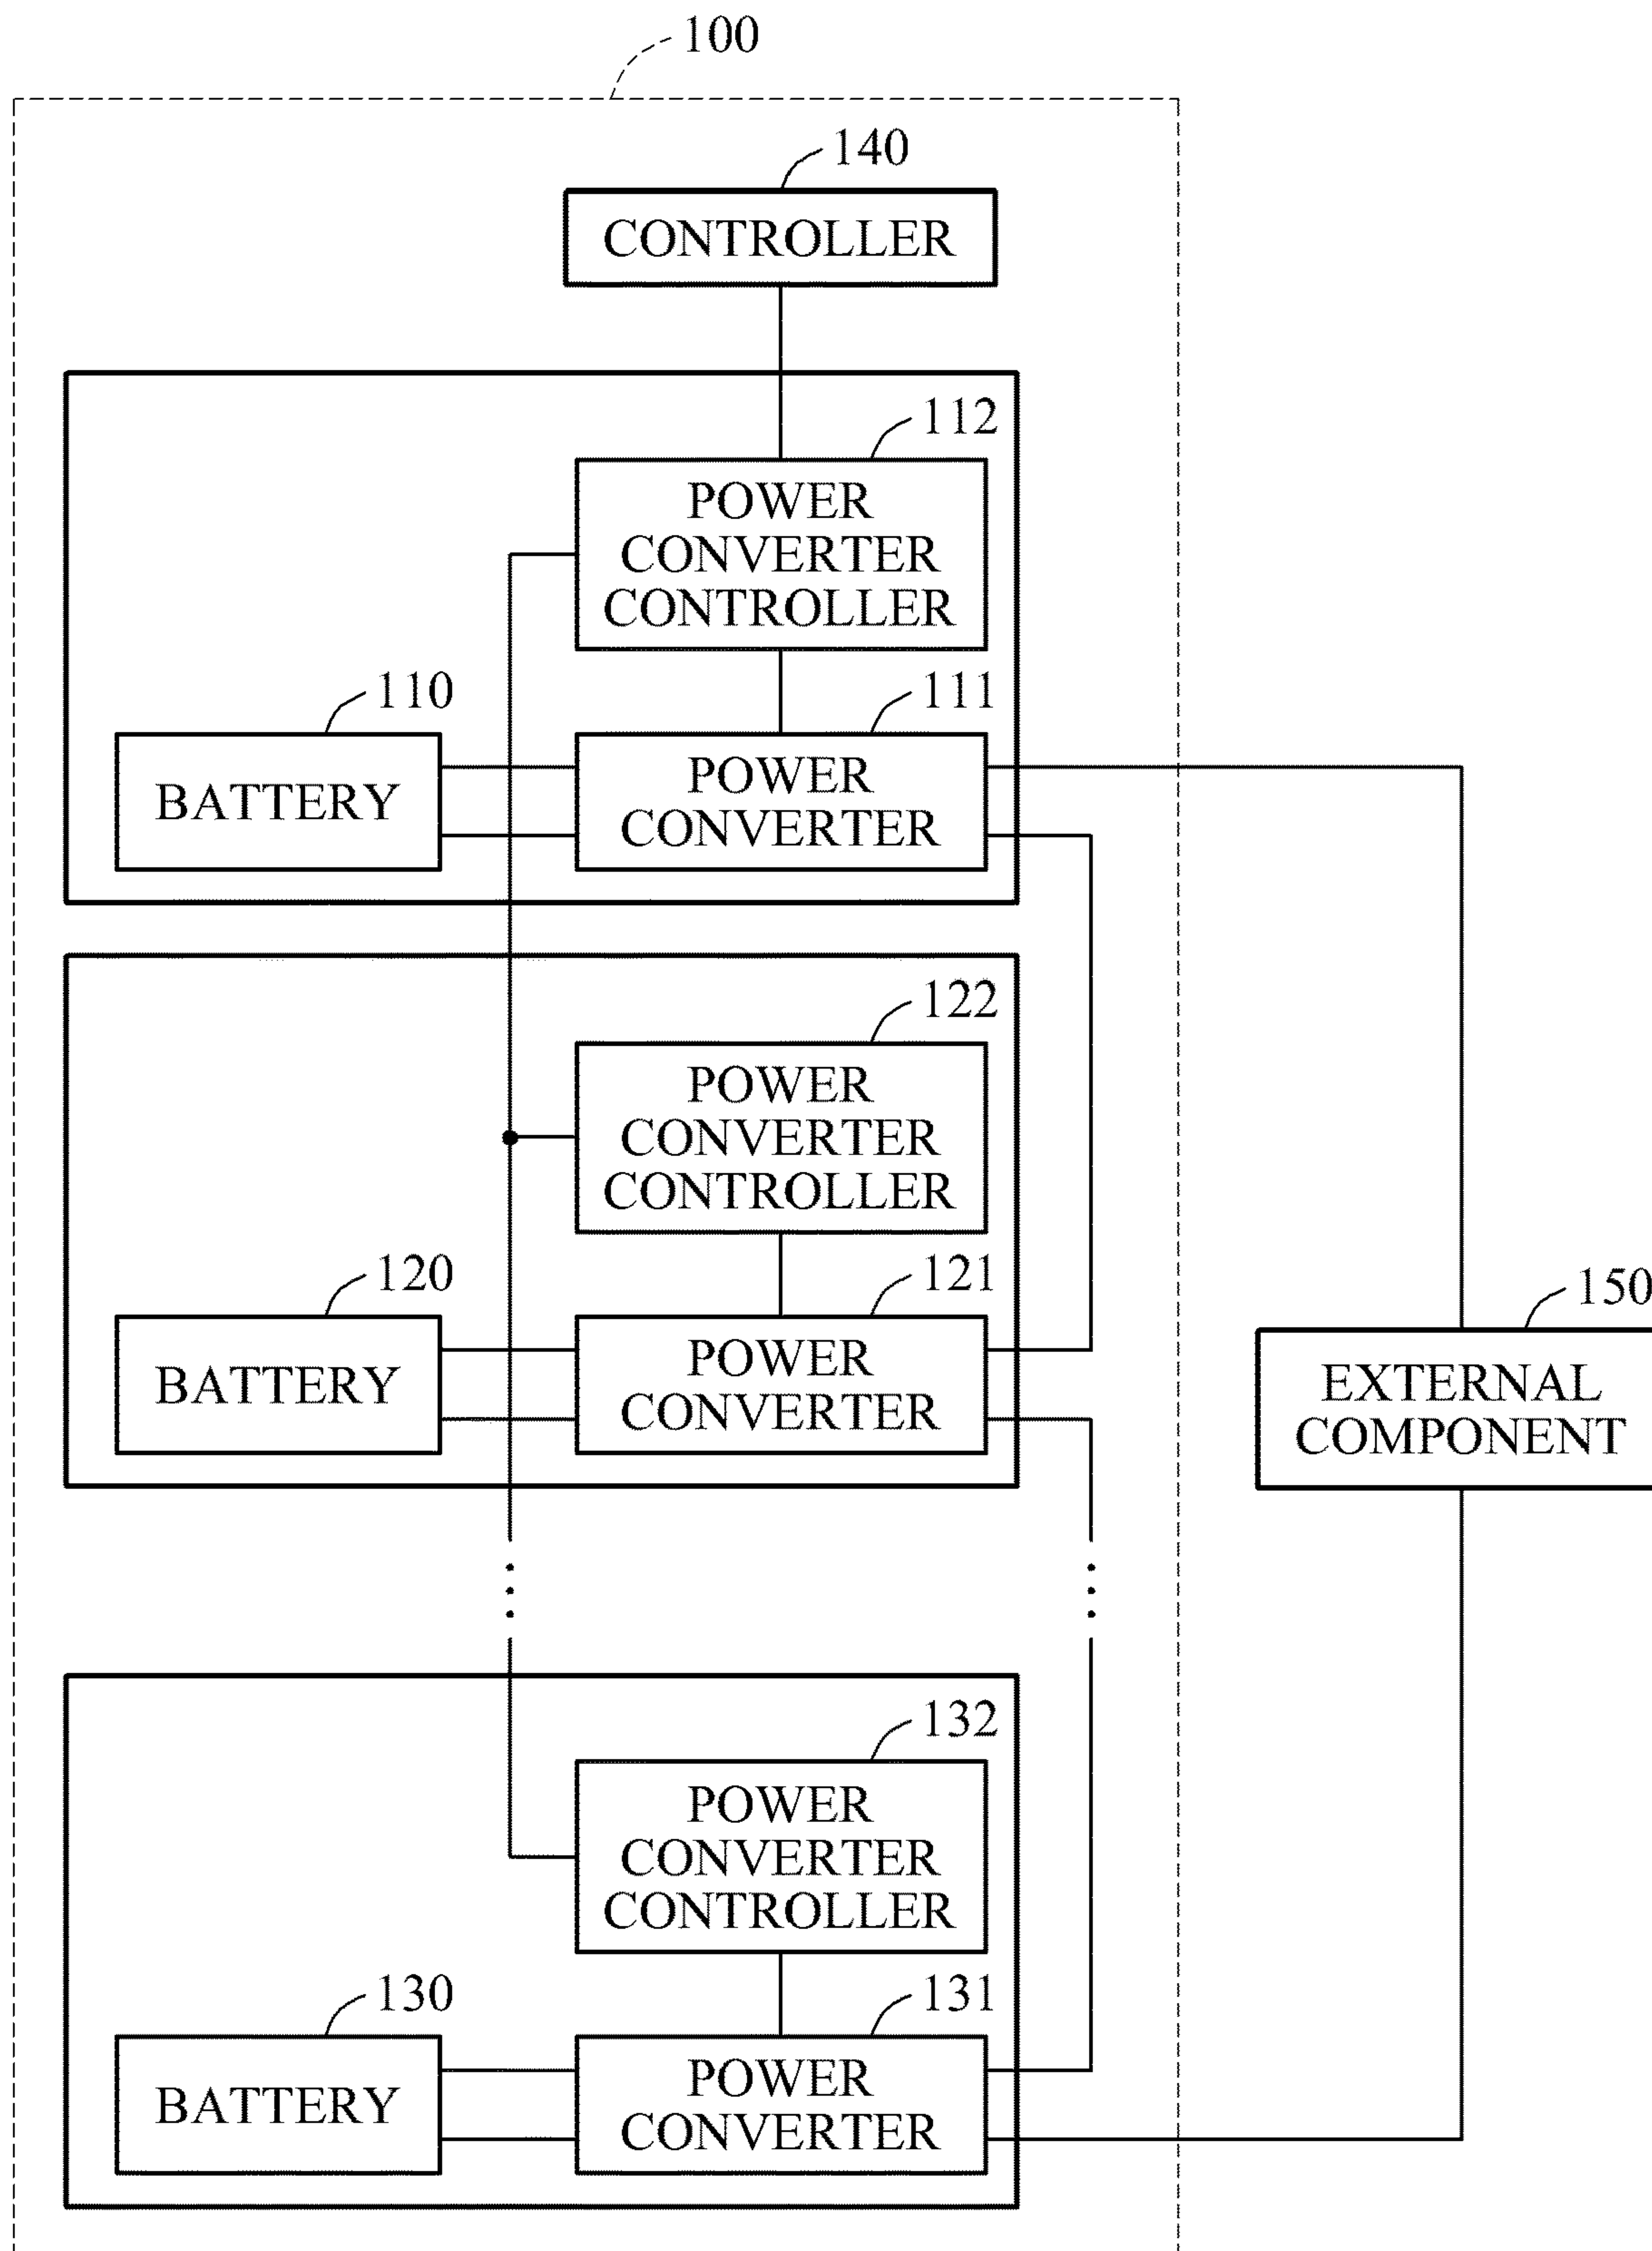 100
140
CONTROLLER
112
POWER
CONVERTER
CONTROLLER
110
111
BATTERY
POWER
CONVERTER
122
POWER
CONVERTER
CONTROLLER
120
121
BATTERY
POWER
CONVERTER
150
EXTERNAL
COMPONENT
132
POWER
CONVERTER
CONTROLLER
130
131
BATTERY
POWER
CONVERTER